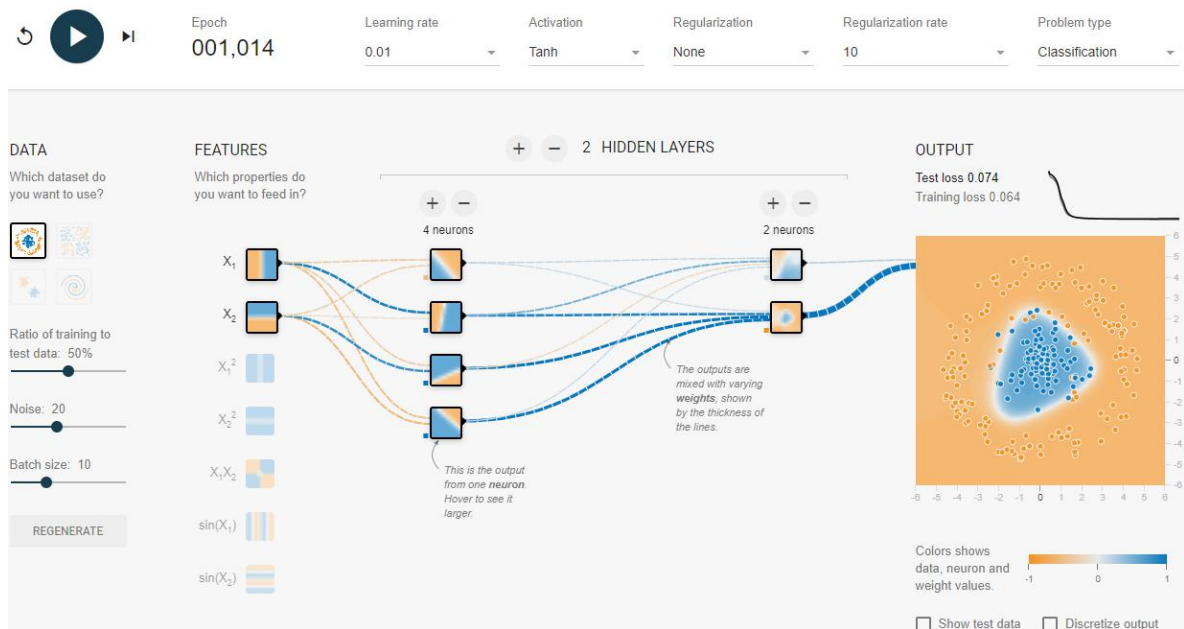 Epoch
001,014
Learning rate
0.01
Activation
Tanh
Regularization
None
Regularization rate
10
Problem type
Classification
DATA
Which dataset do
you want to use?
Ratio of training to
test data: 50%
Noise: 20
Batch size: 10
REGENERATE
FEATURES
Which properties do
you want to feed in?
X₁
X₂
X₁²
X₂²
X₁X₂
sin(X₁)
sin(X₂)
+ − 2 HIDDEN LAYERS
+ −
4 neurons
+ −
2 neurons
This is the output
from one neuron.
Hover to see it
larger.
The outputs are
mixed with varying
weights, shown
by the thickness of
the lines.
OUTPUT
Test loss 0.074
Training loss 0.064
6
5
4
3
2
1
0
-1
-2
-3
-4
-5
-6
-6 -5 -4 -3 -2 -1 0 1 2 3 4 5 6
Colors shows
data, neuron and
weight values.
-1 0 1
Show test data
Discretize output